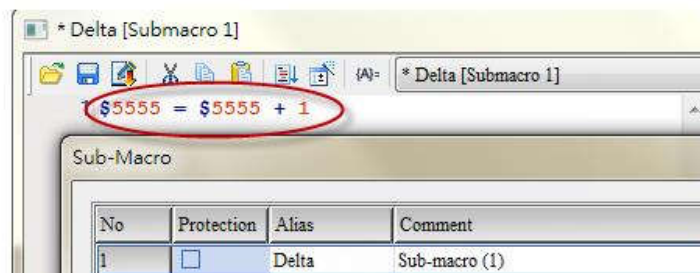 * Delta [Submacro 1]
{A}= * Delta [Submacro 1]
1 $5555 = $5555 + 1
Sub-Macro
No Protection Alias Comment
1 Delta Sub-macro (1)